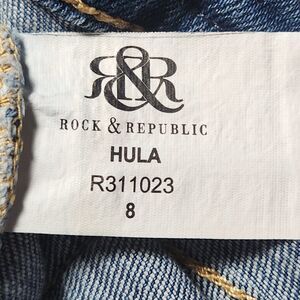 R&R
ROCK & REPUBLIC
HULA
R311023
8